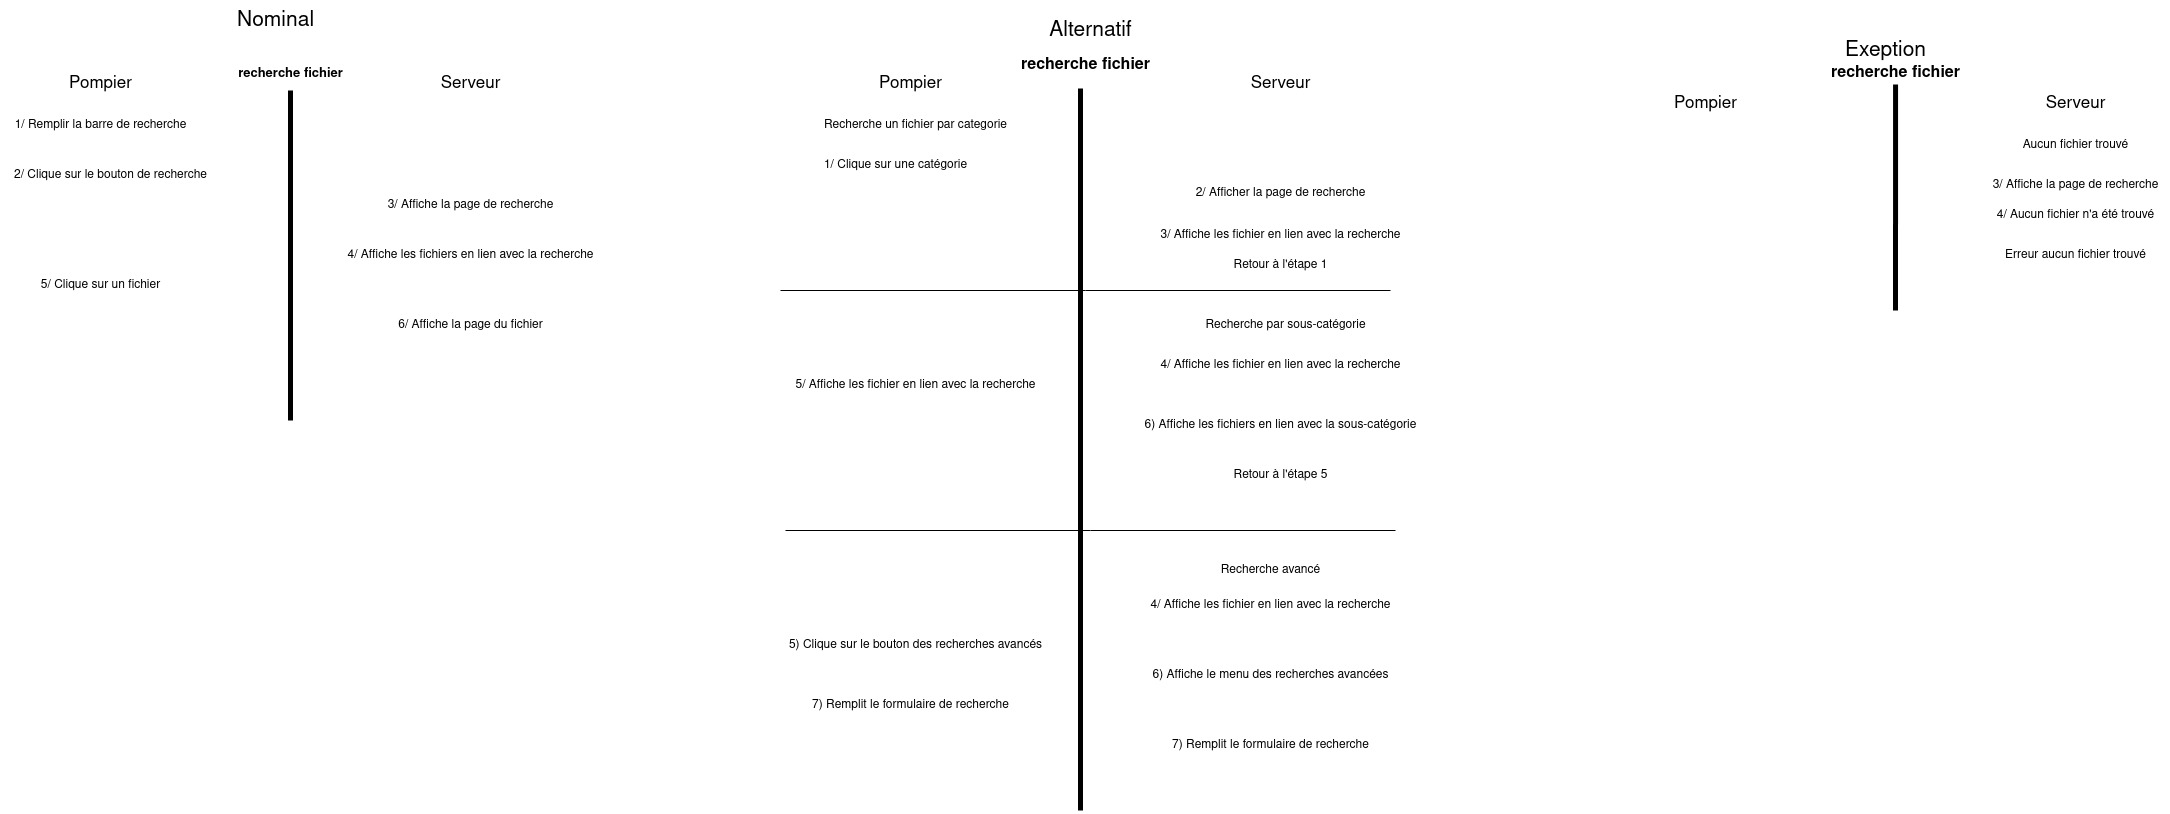 Nominal
recherche fichier
Pompier
Serveur
1/ Remplir la barre de recherche
2/ Clique sur le bouton de recherche
3/ Affiche la page de recherche
4/ Affiche les fichiers en lien avec la recherche
5/ Clique sur un fichier
6/ Affiche la page du fichier
Alternatif
recherche fichier
Pompier
Serveur
Recherche un fichier par categorie
1/ Clique sur une catégorie
2/ Afficher la page de recherche
3/ Affiche les fichier en lien avec la recherche
Retour à l'étape 1
Recherche par sous-catégorie
4/ Affiche les fichier en lien avec la recherche
5/ Affiche les fichier en lien avec la recherche
6) Affiche les fichiers en lien avec la sous-catégorie
Retour à l'étape 5
Recherche avancé
4/ Affiche les fichier en lien avec la recherche
5) Clique sur le bouton des recherches avancés
6) Affiche le menu des recherches avancées
7) Remplit le formulaire de recherche
7) Remplit le formulaire de recherche
Exeption
recherche fichier
Pompier
Serveur
Aucun fichier trouvé
3/ Affiche la page de recherche
4/ Aucun fichier n'a été trouvé
Erreur aucun fichier trouvé